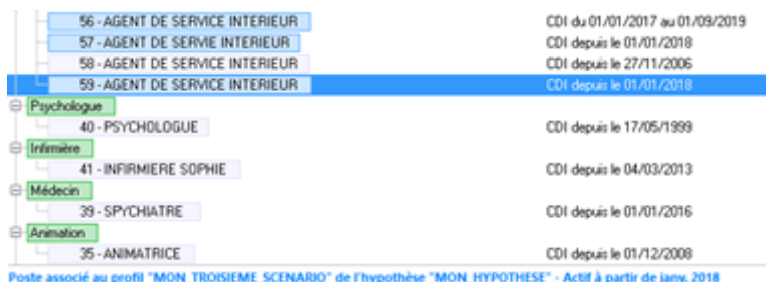 56 - AGENT DE SERVICE INTERIEUR CDI du 01/01/2017 au 01/09/2019
57 - AGENT DE SERVIE INTERIEUR CDI depuis le 01/01/2018
58 - AGENT DE SERVICE INTERIEUR CDI depuis le 27/11/2006
59 - AGENT DE SERVICE INTERIEUR CDI depuis le 01/01/2018
Psychologue
40 - PSYCHOLOGUE CDI depuis le 17/05/1999
Infirmière
41 - INFIRMIERE SOPHIE CDI depuis le 04/03/2013
Médecin
39 - SPYCHIATRE CDI depuis le 01/01/2016
Animation
35 - ANIMATRICE CDI depuis le 01/12/2008
Poste associé au profil "MON_TROISIEME_SCENARIO" de l'hypothèse "MON_HYPOTHESE" - Actif à partir de janv. 2018